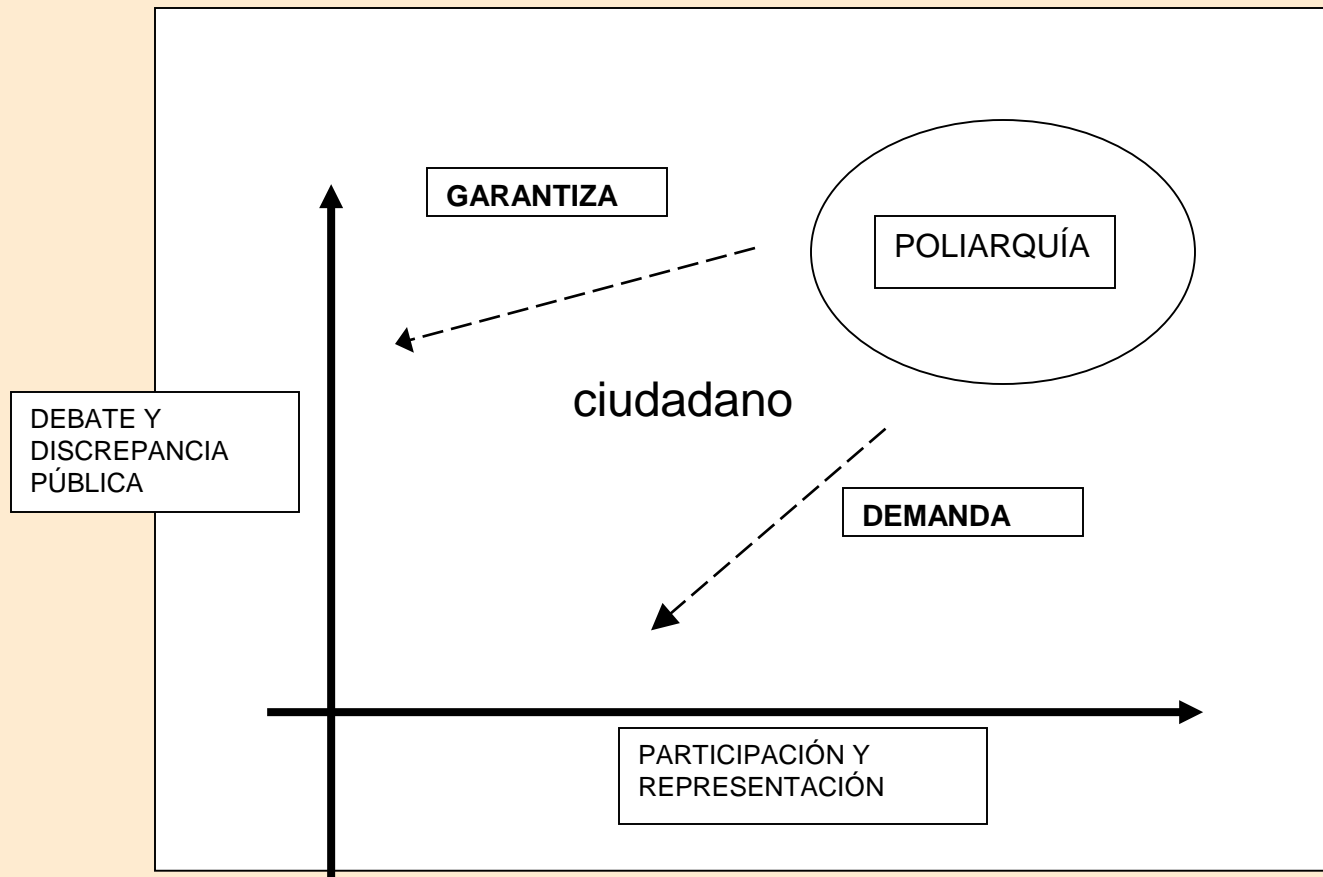 GARANTIZA
POLIARQUÍA
ciudadano
DEBATE Y
DISCREPANCIA
PÚBLICA
DEMANDA
PARTICIPACIÓN Y
REPRESENTACIÓN